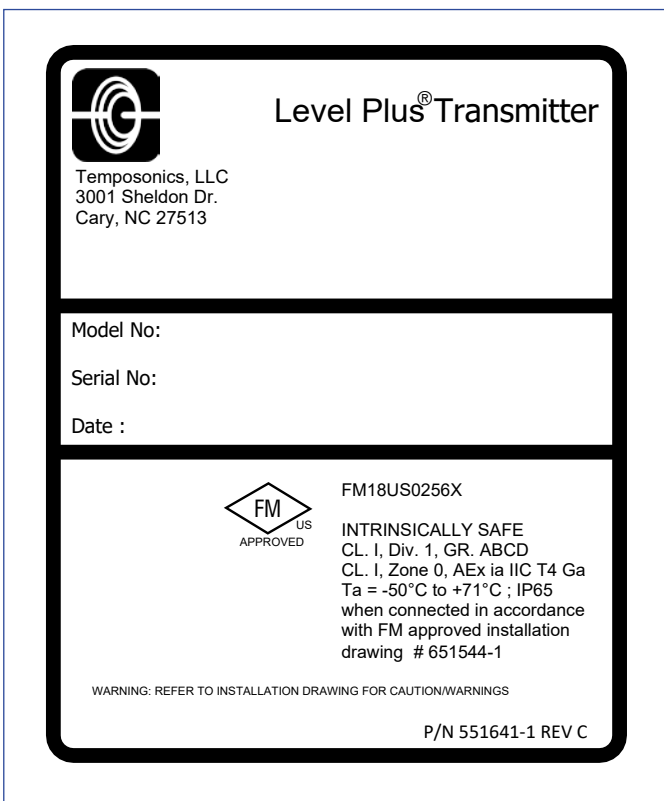 Level Plus® Transmitter
Temposonics, LLC
3001 Sheldon Dr.
Cary, NC 27513
Model No:
Serial No:
Date :
FM
US
APPROVED
FM18US0256X
INTRINSICALLY SAFE
CL. I, Div. 1, GR. ABCD
CL. I, Zone 0, AEx ia IIC T4 Ga
Ta = -50°C to +71°C ; IP65
when connected in accordance
with FM approved installation
drawing # 651544-1
WARNING: REFER TO INSTALLATION DRAWING FOR CAUTION/WARNINGS
P/N 551641-1 REV C